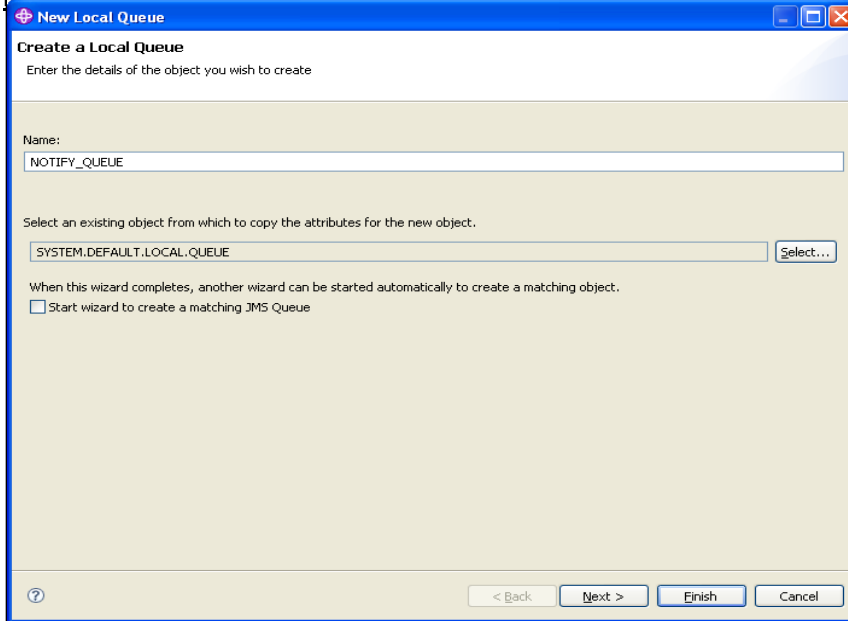 New Local Queue
Create a Local Queue
Enter the details of the object you wish to create
Name:
NOTIFY_QUEUE
Select an existing object from which to copy the attributes for the new object.
SYSTEM.DEFAULT.LOCAL.QUEUE Select...
When this wizard completes, another wizard can be started automatically to create a matching object.
Start wizard to create a matching JMS Queue
? < Back Next > Finish Cancel